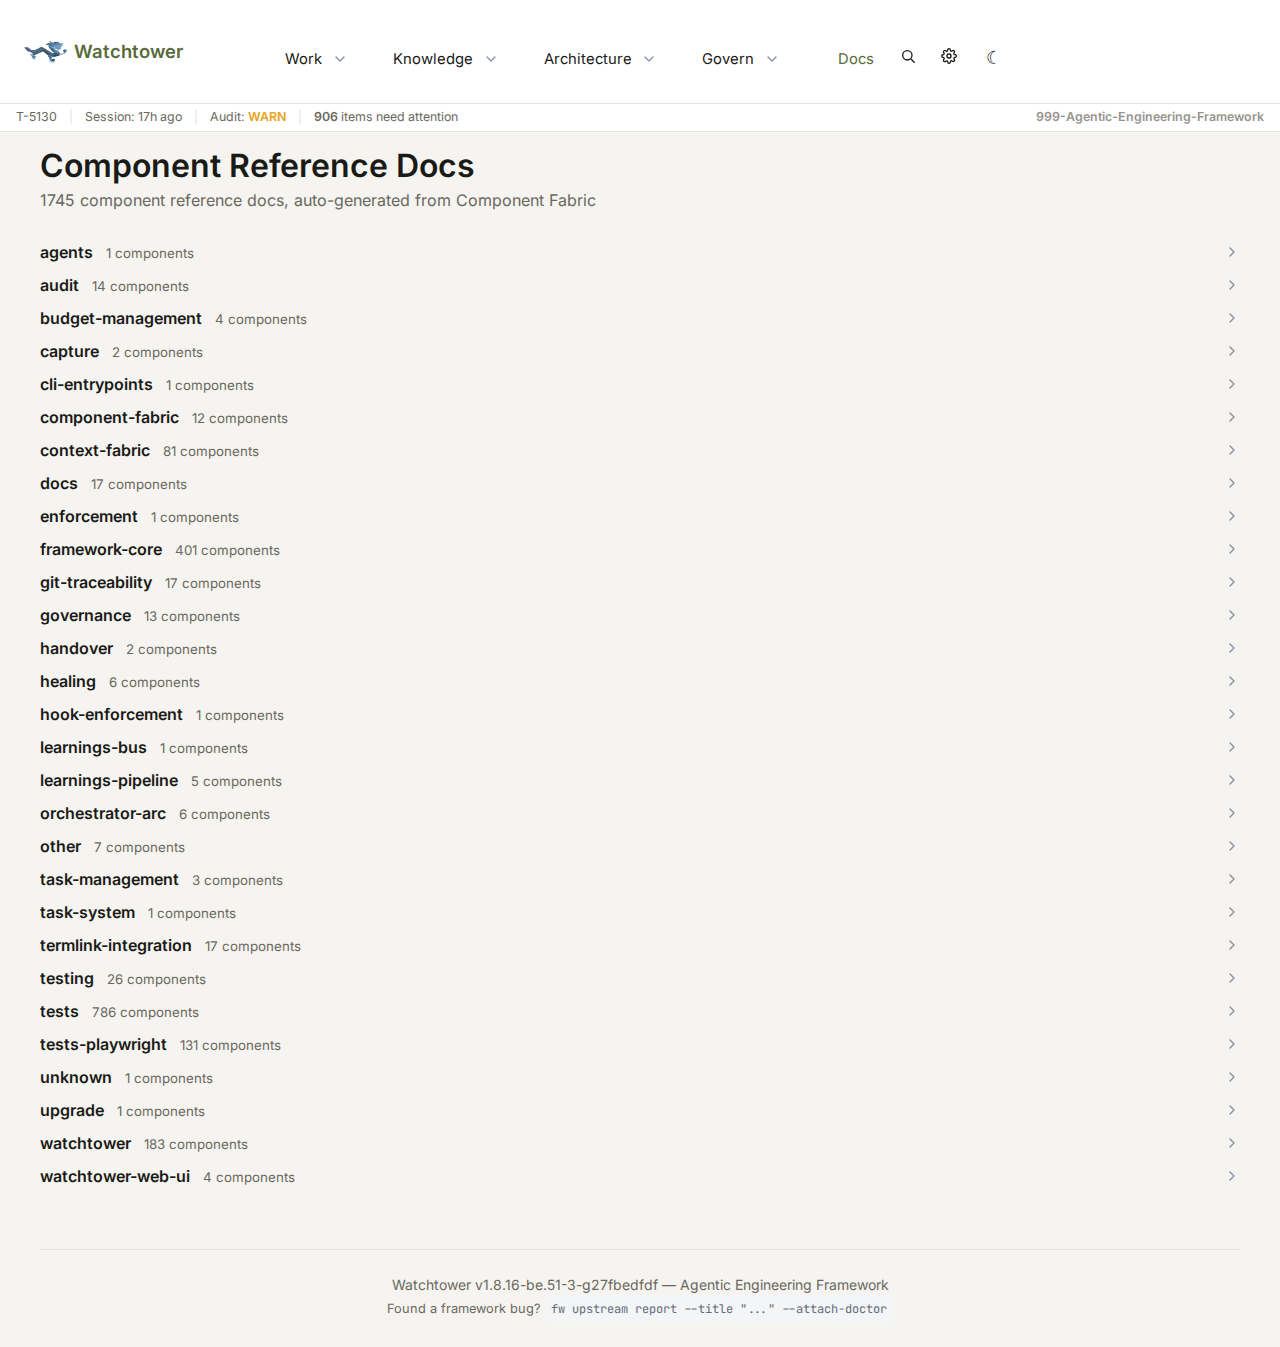 Watchtower
Work Knowledge Architecture Govern Docs
T-5130 Session: 17h ago Audit: WARN 906 items need attention 999-Agentic-Engineering-Framework
Component Reference Docs
1745 component reference docs, auto-generated from Component Fabric
agents 1 components
audit 14 components
budget-management 4 components
capture 2 components
cli-entrypoints 1 components
component-fabric 12 components
context-fabric 81 components
docs 17 components
enforcement 1 components
framework-core 401 components
git-traceability 17 components
governance 13 components
handover 2 components
healing 6 components
hook-enforcement 1 components
learnings-bus 1 components
learnings-pipeline 5 components
orchestrator-arc 6 components
other 7 components
task-management 3 components
task-system 1 components
termlink-integration 17 components
testing 26 components
tests 786 components
tests-playwright 131 components
unknown 1 components
upgrade 1 components
watchtower 183 components
watchtower-web-ui 4 components
Watchtower v1.8.16-be.51-3-g27fbedfdf — Agentic Engineering Framework
Found a framework bug? fw upstream report --title "..." --attach-doctor